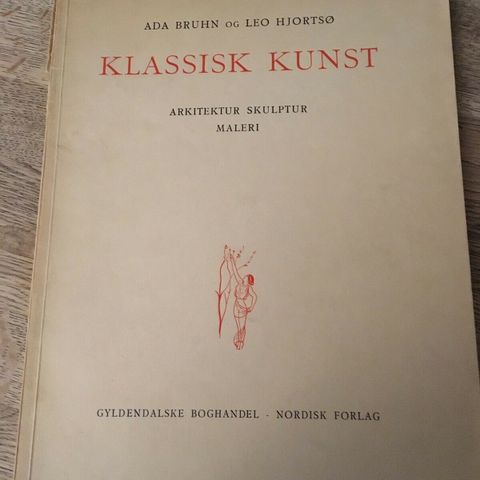 ADA BRUHN OG LEO HJORTSØ
KLASSISK KUNST
ARKITEKTUR SKULPTUR
MALERI
GYLDENDALSKE BOGHANDEL - NORDISK FORLAG